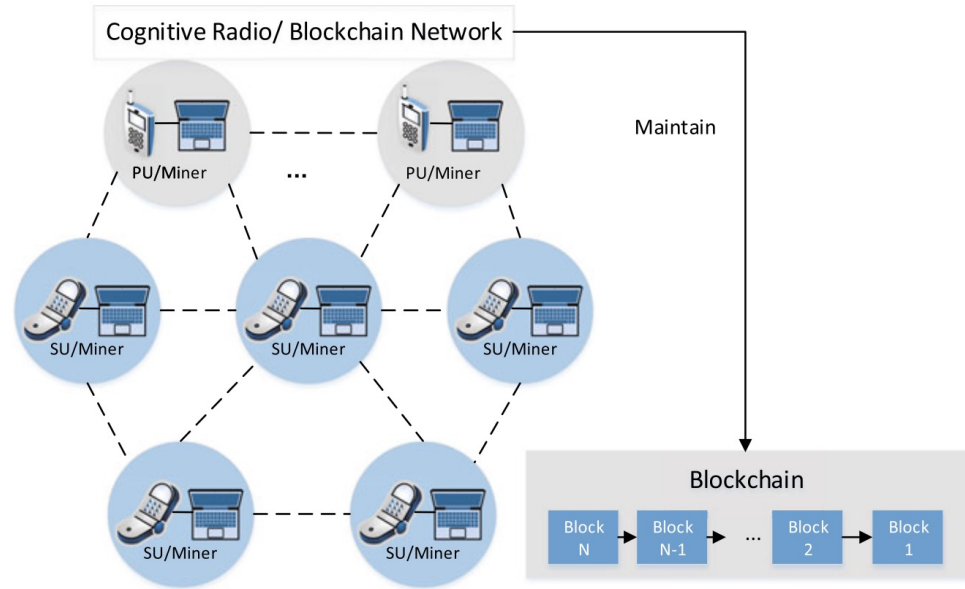 Cognitive Radio/ Blockchain Network
Maintain
PU/Miner
...
PU/Miner
SU/Miner
SU/Miner
SU/Miner
SU/Miner
SU/Miner
Blockchain
Block
N
Block
N-1
...
Block
2
Block
1